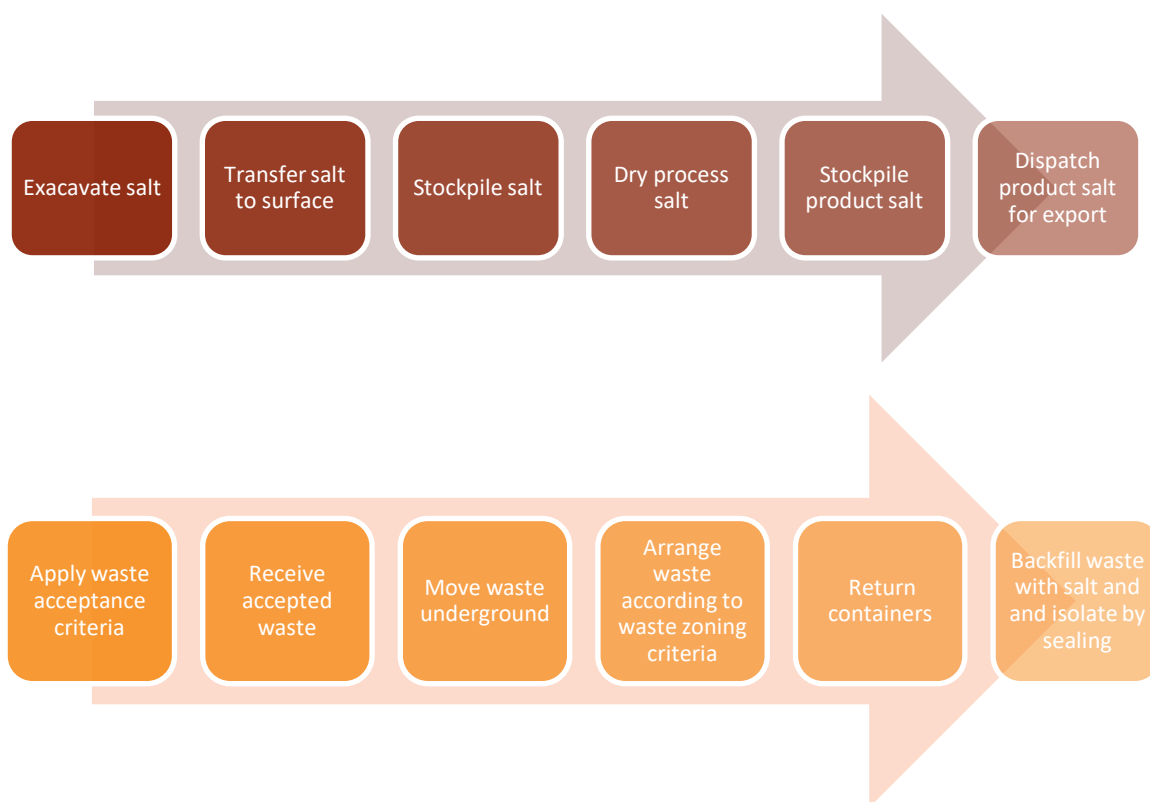 Exacavate salt
Transfer salt
to surface
Stockpile salt
Dry process
salt
Stockpile
product salt
Dispatch
product salt
for export
Apply waste
acceptance
criteria
Receive
accepted
waste
Move waste
underground
Arrange
waste
according to
waste zoning
criteria
Return
containers
Backfill waste
with salt and
and isolate by
sealing